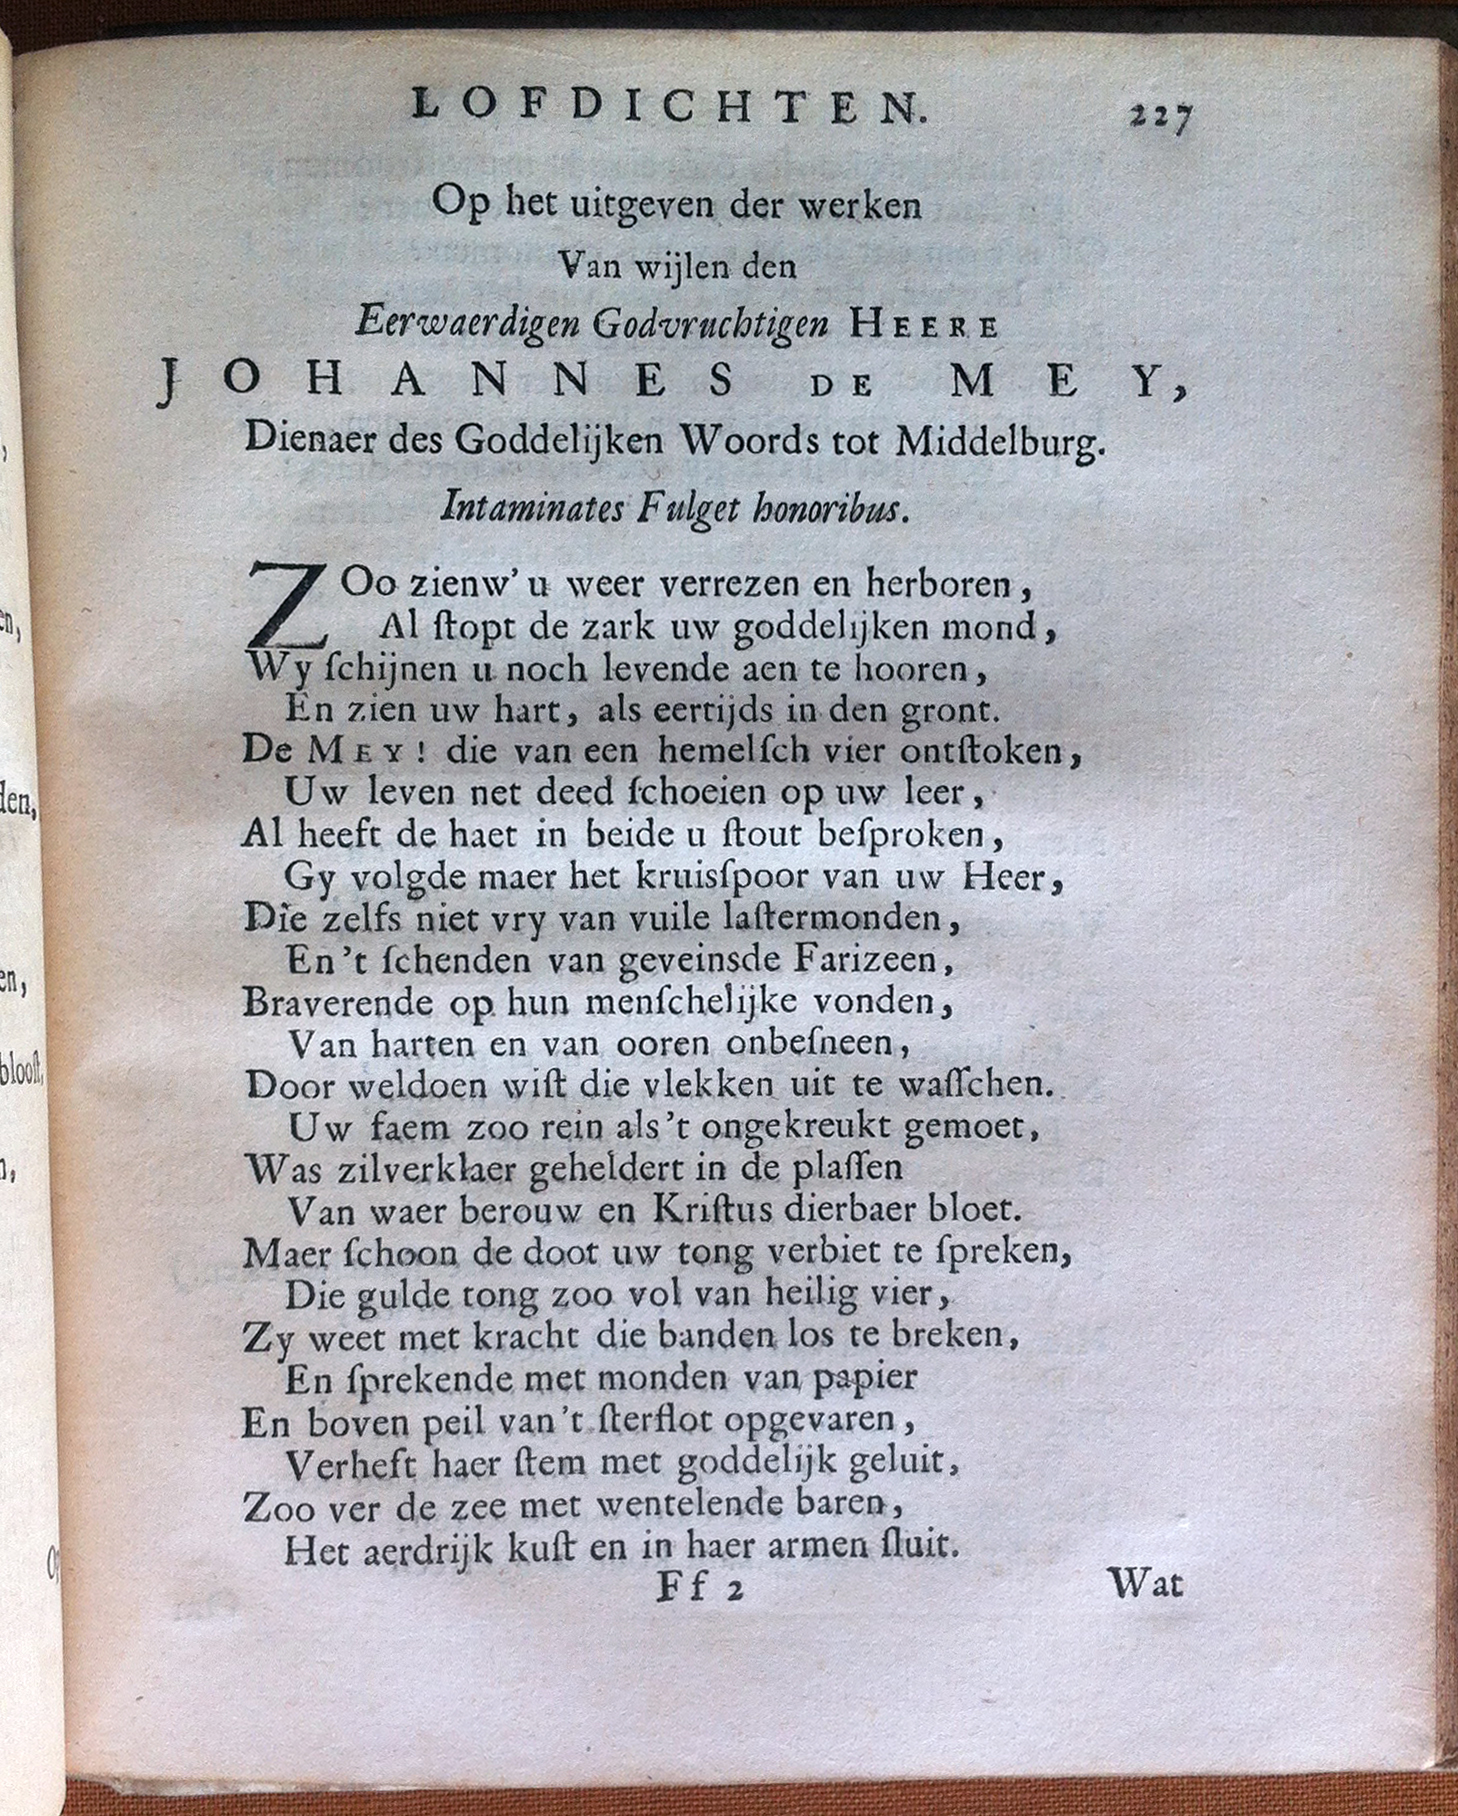 LOFDICHTEN. 227
Op het uitgeven der werken
Van wijlen den
Eerwaerdigen Godvruchtigen HEERE
JOHANNES DE MEY,
Dienaer des Goddelijken Woords tot Middelburg.
Intaminates Fulget honoribus.
ZOo zienw' u weer verrezen en herboren,
Al ſtopt de zark uw goddelijken mond,
Wy ſchijnen u noch levende aen te hooren,
En zien uw hart, als eertijds in den gront.
De MEY! die van een hemelſch vier ontſtoken,
Uw leven net deed ſchoeien op uw leer,
Al heeft de haet in beide u ſtout beſproken,
Gy volgde maer het kruisſpoor van uw Heer,
Die zelfs niet vry van vuile laſtermonden,
En 't ſchenden van geveinsde Farizeen,
Braverende op hun menſchelijke vonden,
Van harten en van ooren onbeſneen,
Door weldoen wiſt die vlekken uit te waſſchen.
Uw faem zoo rein als 't ongekreukt gemoet,
Was zilverklaer geheldert in de plaſſen
Van waer berouw en Kriſtus dierbaer bloet.
Maer ſchoon de doot uw tong verbiet te ſpreken,
Die gulde tong zoo vol van heilig vier,
Zy weet met kracht die banden los te breken,
En ſprekende met monden van papier
En boven peil van 't ſterflot opgevaren,
Verheft haer ſtem met goddelijk geluit,
Zoo ver de zee met wentelende baren,
Het aerdrijk kuſt en in haer armen ſluit.
Ff 2 Wat